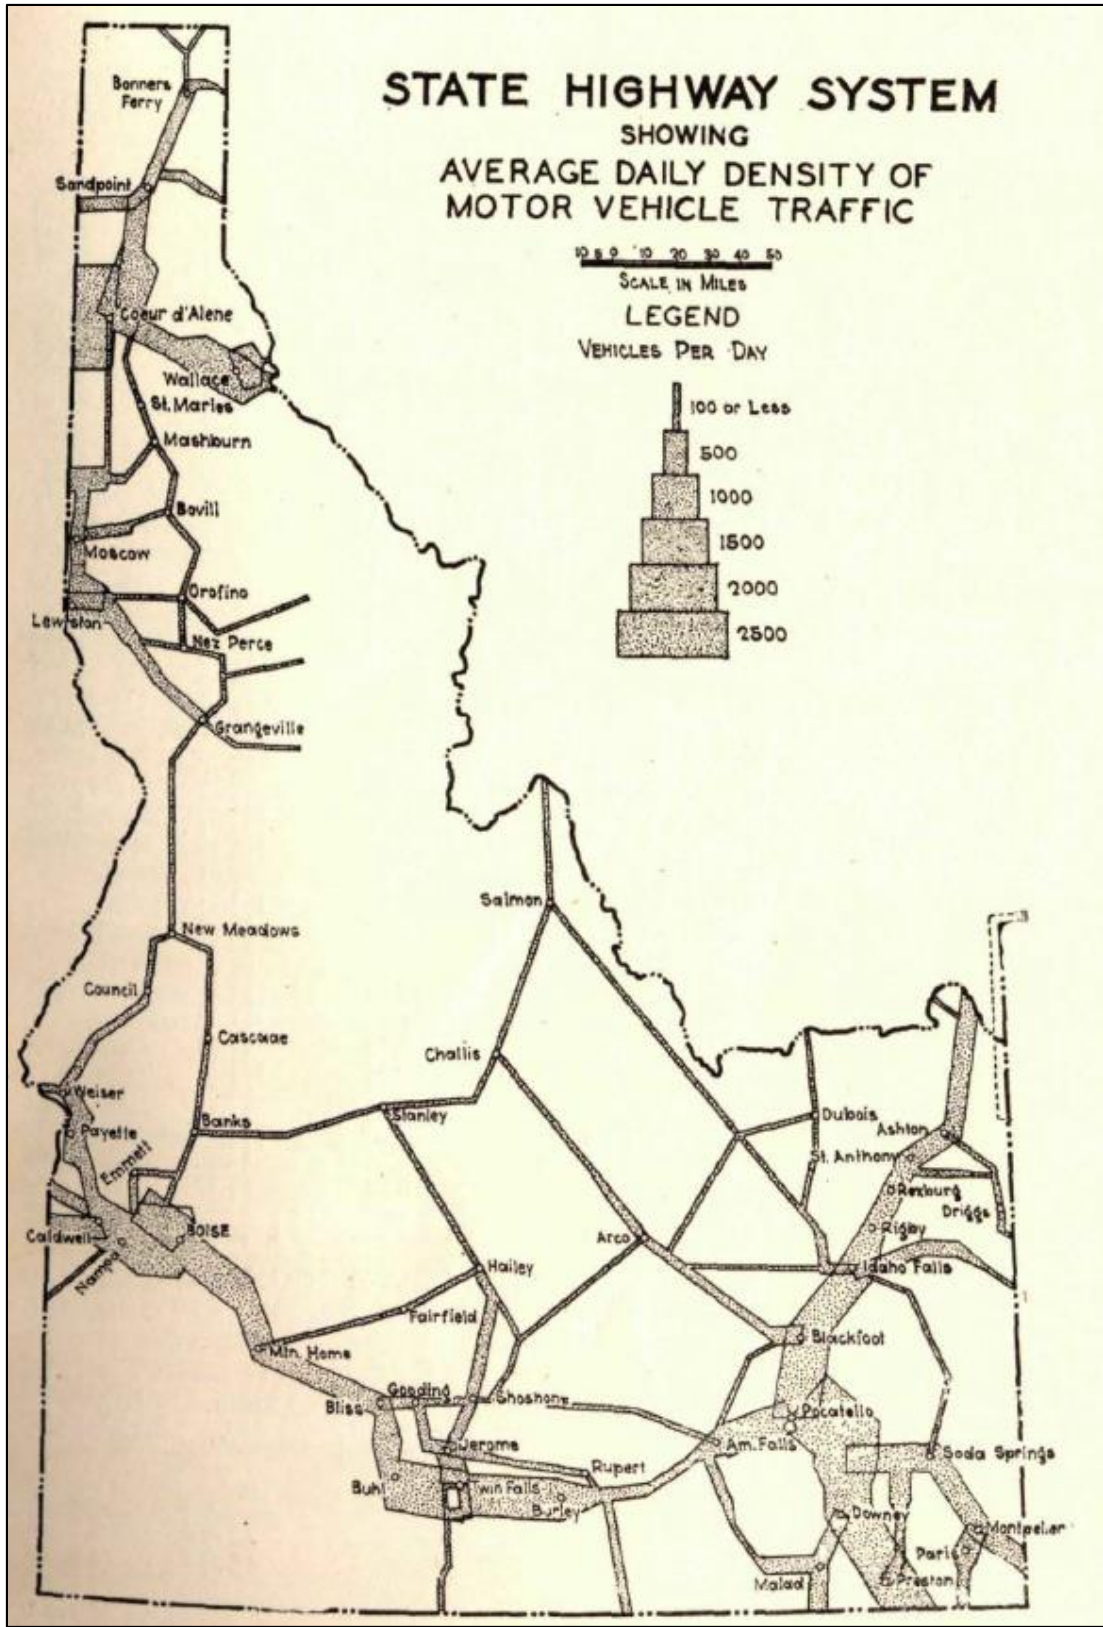 STATE HIGHWAY SYSTEM
SHOWING
AVERAGE DAILY DENSITY OF
MOTOR VEHICLE TRAFFIC
10 5 0 10 20 30 40 50
SCALE IN MILES
LEGEND
VEHICLES PER DAY
100 or Less
500
1000
1500
2000
2500
Bonners
Ferry
Sandpoint
Coeur d'Alene
Wallace
St. Maries
Mashburn
Bovill
Moscow
Orofino
Lewiston
Nez Perce
Grangeville
Salmon
New Meadows
Council
Cascade
Challis
Weiser
Stanley
Dubois
Payette
Banks
Ashton
Emmett
St. Anthony
Rexburg
Driggs
Caldwell
BOISE
Arco
Rigby
Nampa
Hailey
Idaho Falls
Fairfield
Blackfoot
Mtn. Home
Gooding
Shoshone
Bliss
Pocatello
Jerome
Am. Falls
Soda Springs
Rupert
Buhl
Twin Falls
Burley
Downey
Montpelier
Paris
Malad
Preston